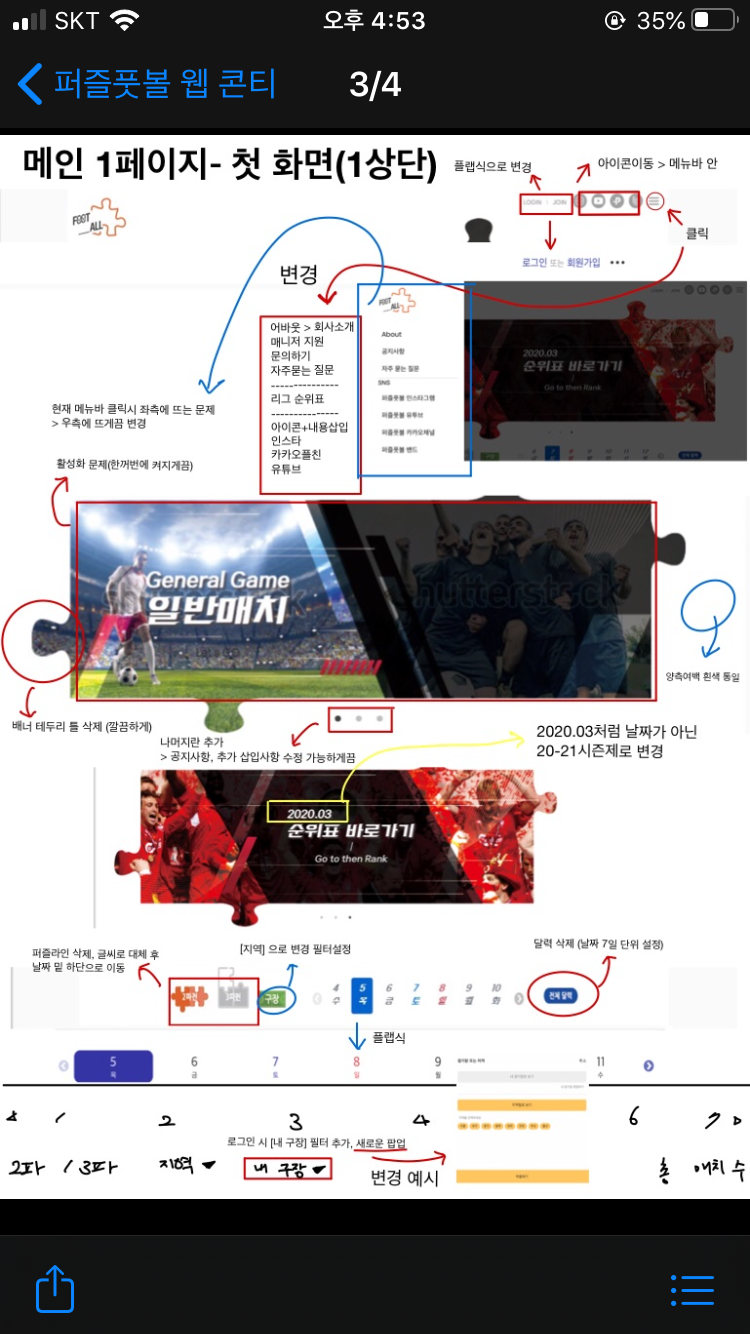 SKT
오후 4:53
35%
퍼즐풋볼 웹 콘티
3/4
메인 1페이지- 첫 화면(1상단)
플랩식으로 변경
아이콘이동 > 메뉴바 안
LOGIN | JOIN
FOOT
ALL
클릭
로그인 또는 회원가입 •••
변경
어바웃 > 회사소개
매니저 지원
문의하기
자주묻는 질문
---------------
리그 순위표
---------------
아이콘+내용삽입
인스타
카카오플친
유튜브
FOOT
ALL
About
공지사항
자주 묻는 질문
SNS
퍼즐풋볼 인스타그램
퍼즐풋볼 유튜브
퍼즐풋볼 카카오채널
퍼즐풋볼 밴드
2020.03
순위표 바로가기
Go to then Rank
현재 메뉴바 클릭시 좌측에 뜨는 문제
> 우측에 뜨게끔 변경
활성화 문제(한꺼번에 켜지게끔)
General Game
일반매치
shutterstock
양측여백 흰색 통일
배너 테두리 틀 삭제 (깔끔하게)
나머지란 추가
> 공지사항, 추가 삽입사항 수정 가능하게끔
2020.03처럼 날짜가 아닌
20-21시즌제로 변경
2020.03
순위표 바로가기
/
Go to then Rank
퍼즐라인 삭제, 글씨로 대체 후
날짜 밑 하단으로 이동
[지역] 으로 변경 필터설정
달력 삭제 (날짜 7일 단위 설정)
2파전
3파전
구장
4 5 6 7 8 9 10
수 목 금 토 일 월 화
전체 달력
플랩식
5 6 7 8 9 11
목 금 토 일 월 수
1 2 3 4 6 7
로그인 시 [내 구장] 필터 추가, 새로운 팝업
2파 / 3파 지역 내 구장
변경 예시
총 매치 수